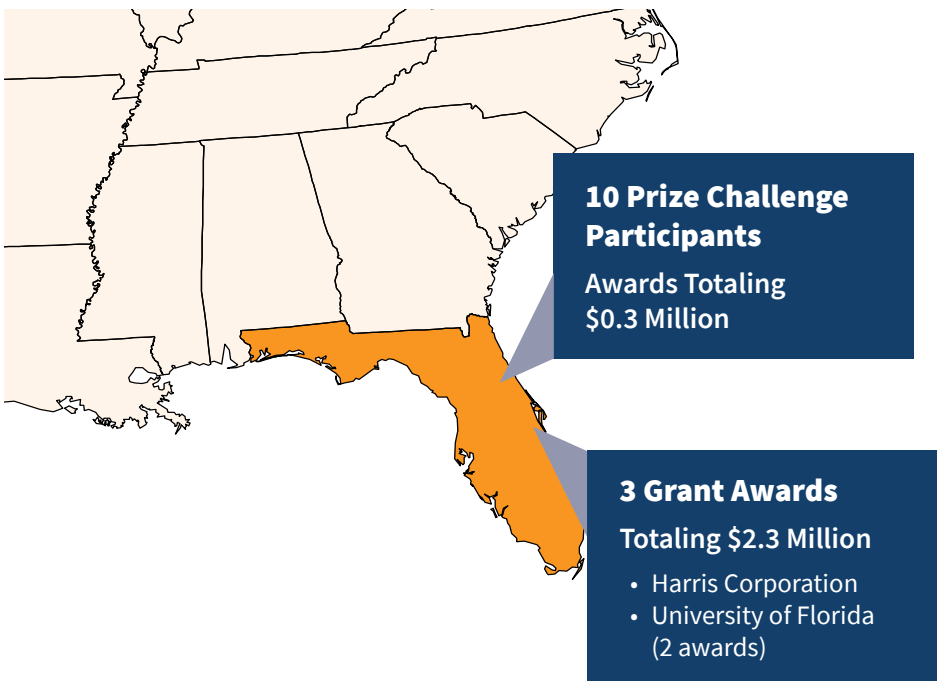 10 Prize Challenge
Participants
Awards Totaling
$0.3 Million
3 Grant Awards
Totaling $2.3 Million
• Harris Corporation
• University of Florida
(2 awards)